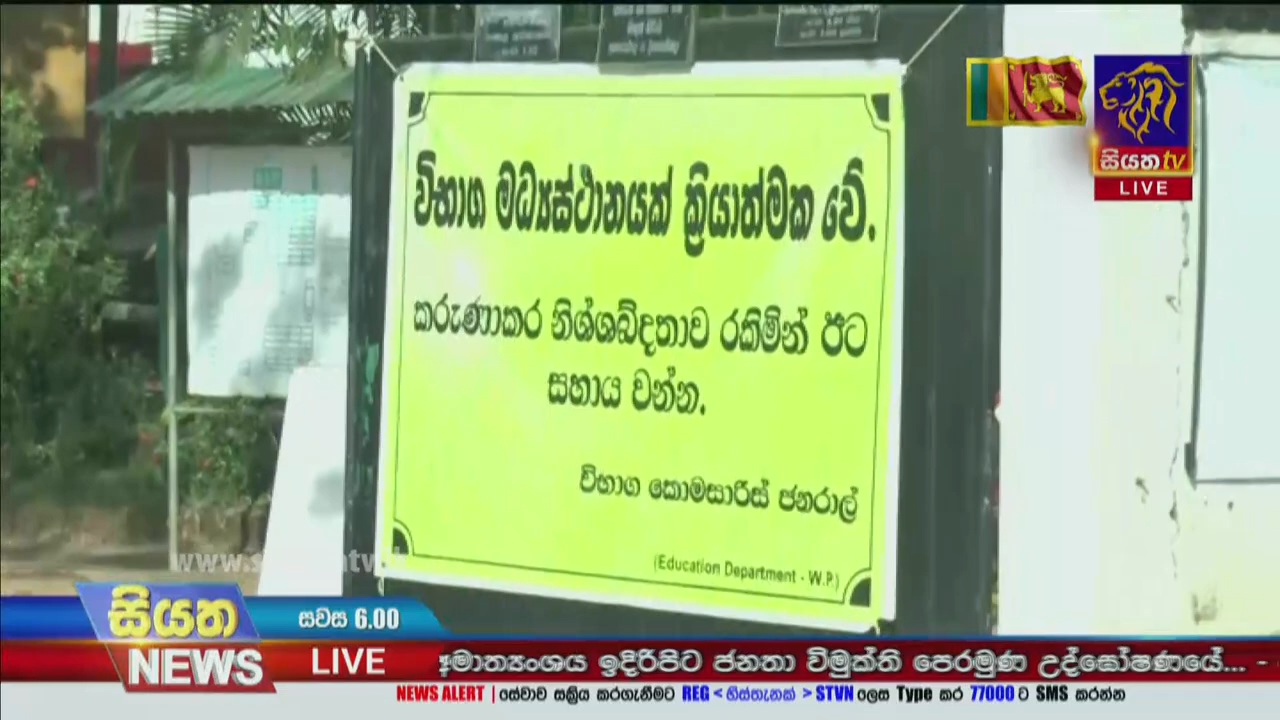 විභාග මධ්‍යස්ථානයක් ක්‍රියාත්මක වේ.
කරුණාකර නිශ්ශබ්දතාව රකිමින් ඊට
සහාය වන්න.
විභාග කොමසාරිස් ජනරාල්
(Education Department - W.P.)
සියත tv
LIVE
සියත
NEWS
සවස 6.00
LIVE
අමාත්‍යංශය ඉදිරිපිට ජනතා විමුක්ති පෙරමුණ උද්ඝෝෂණයේ... -
NEWS ALERT | සේවාව සක්‍රිය කරගැනීමට REG < හිස්තැනක් > STVN ලෙස Type කර 77000 ට SMS කරන්න